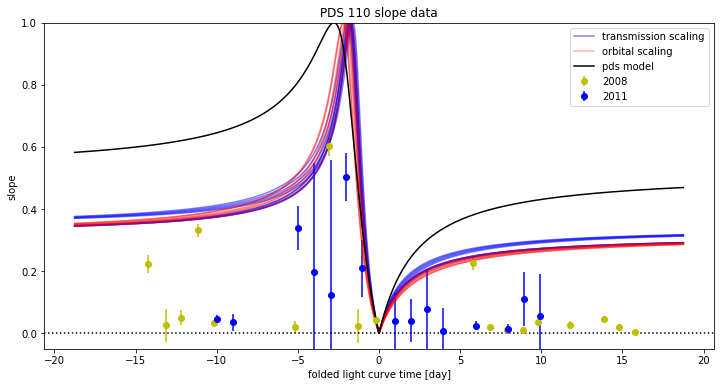 PDS 110 slope data
1.0
0.8
0.6
0.4
0.2
0.0
slope
transmission scaling
orbital scaling
pds model
2008
2011
−20 −15 −10 −5 0 5 10 15 20
folded light curve time [day]